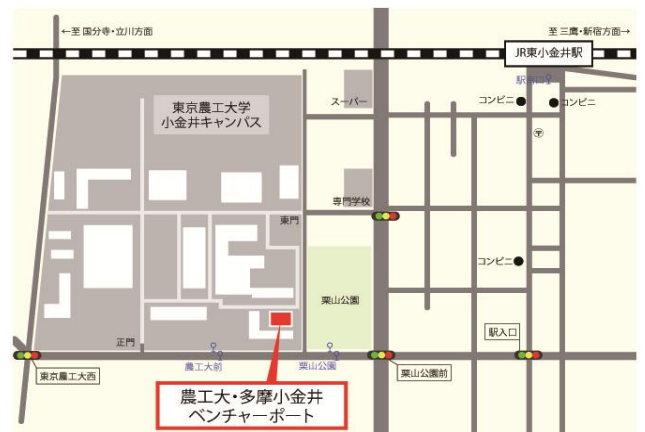 ←至 国分寺・立川方面
至 三鷹・新宿方面→
JR東小金井駅
駅南口
東京農工大学
小金井キャンパス
スーパー
コンビニ
コンビニ
〒
専門学校
東門
コンビニ
栗山公園
駅入口
正門
農工大前
栗山公園
東京農工大西
栗山公園前
農工大・多摩小金井
ベンチャーポート